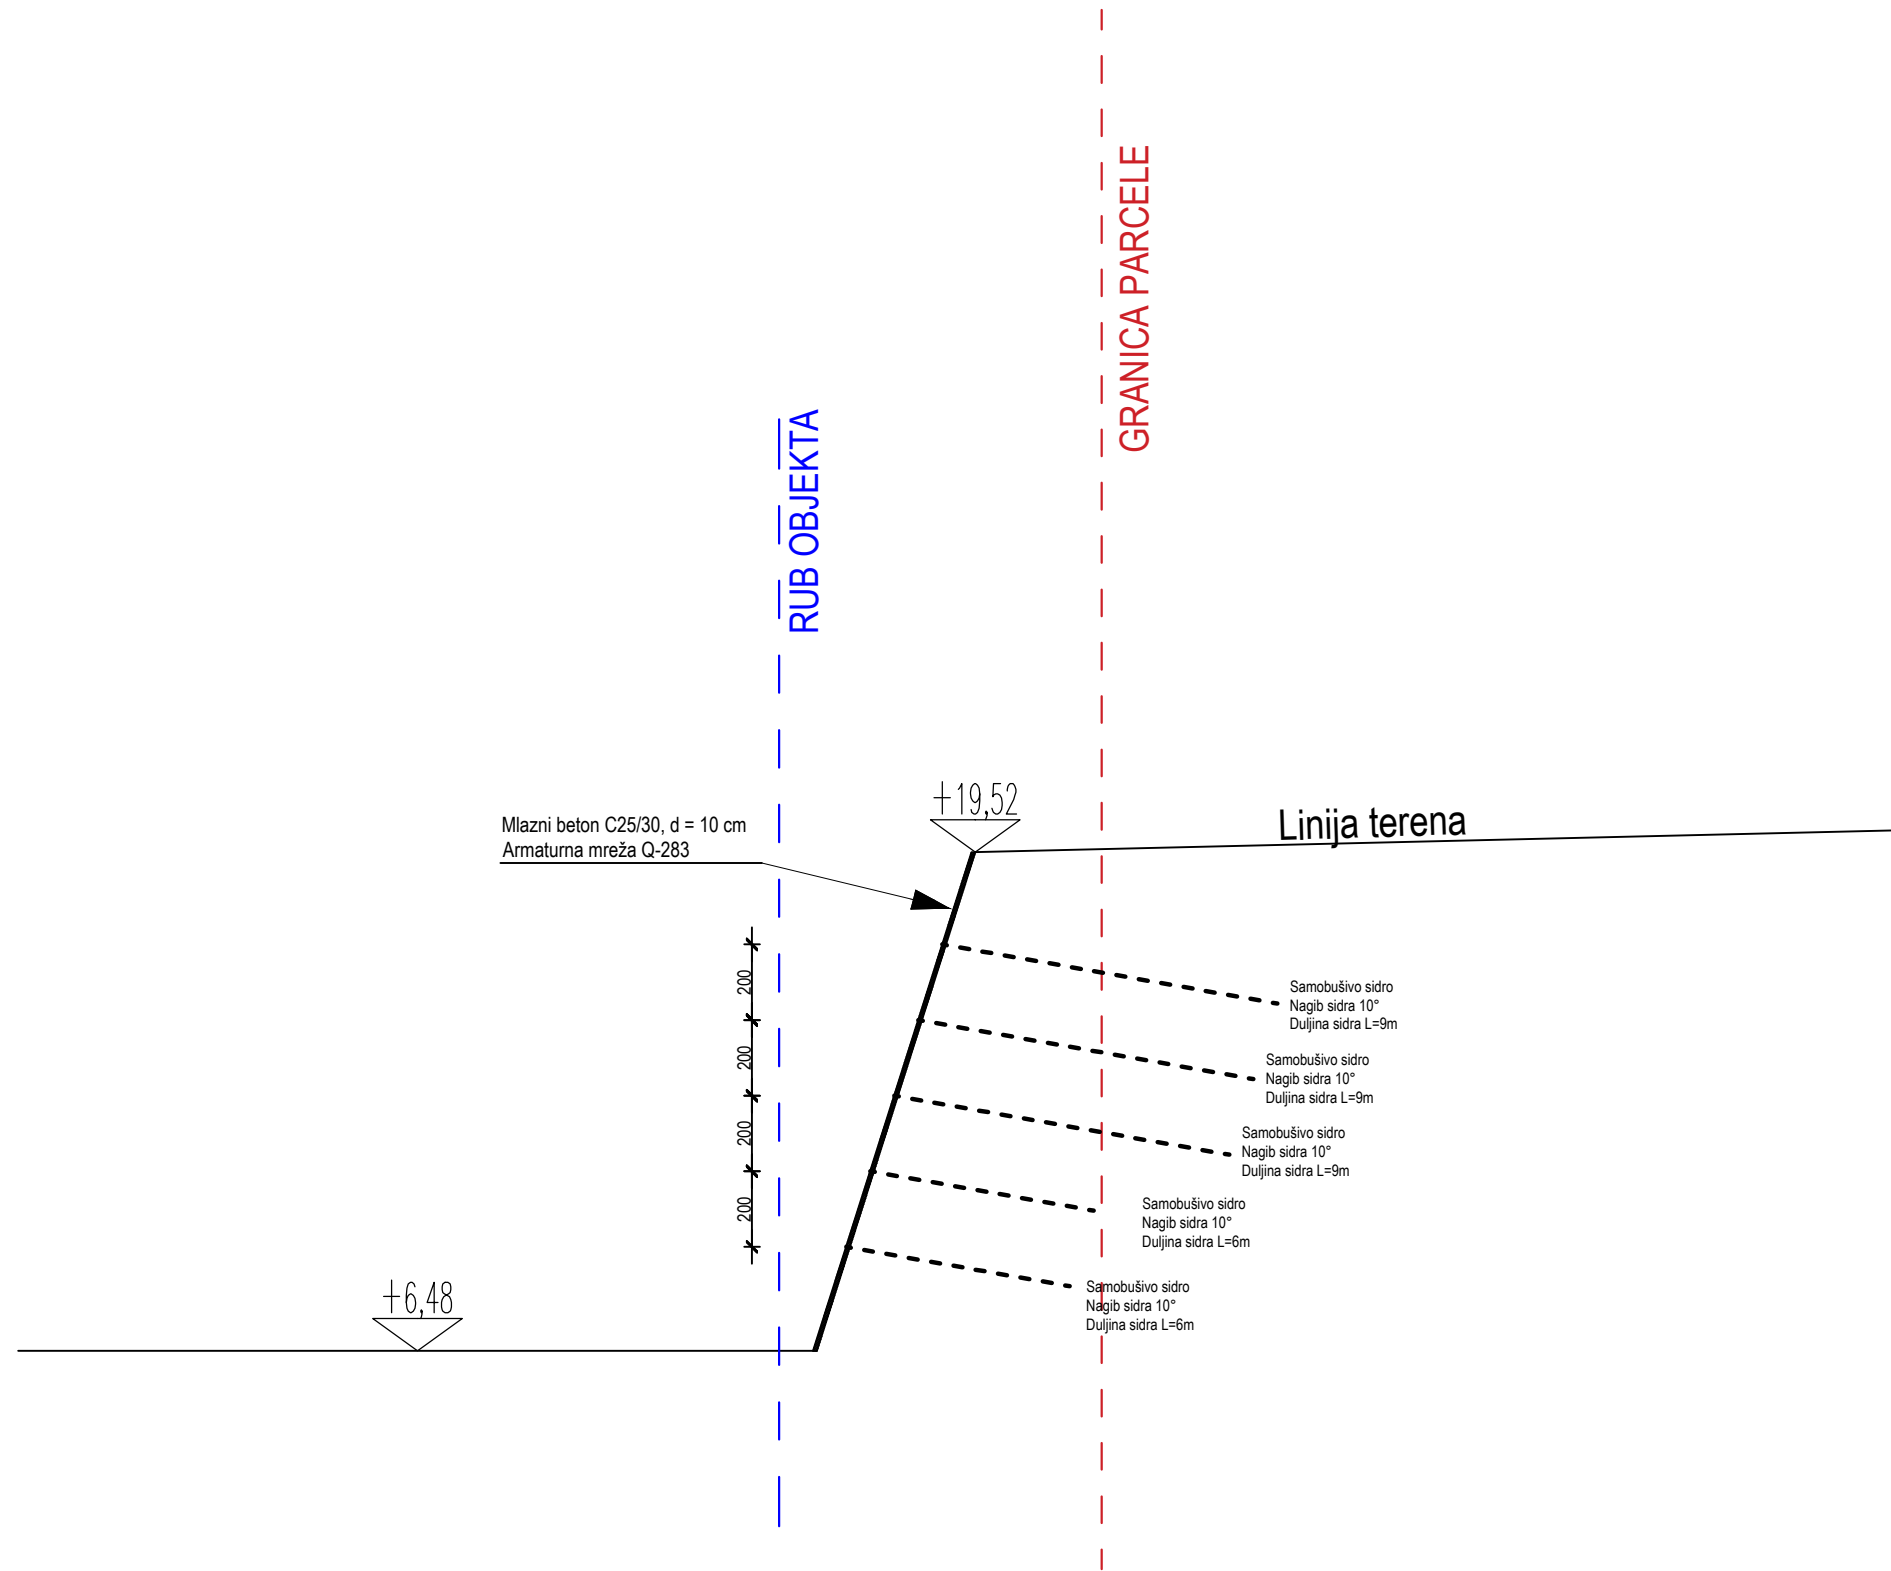 GRANICA PARCELE
RUB OBJEKTA
+19,52
Linija terena
Mlazni beton C25/30, d = 10 cm
Armaturna mreža Q-283
200
200
200
200
Samobušivo sidro
Nagib sidra 10°
Duljina sidra L=9m
Samobušivo sidro
Nagib sidra 10°
Duljina sidra L=9m
Samobušivo sidro
Nagib sidra 10°
Duljina sidra L=9m
Samobušivo sidro
Nagib sidra 10°
Duljina sidra L=6m
Samobušivo sidro
Nagib sidra 10°
Duljina sidra L=6m
+6,48